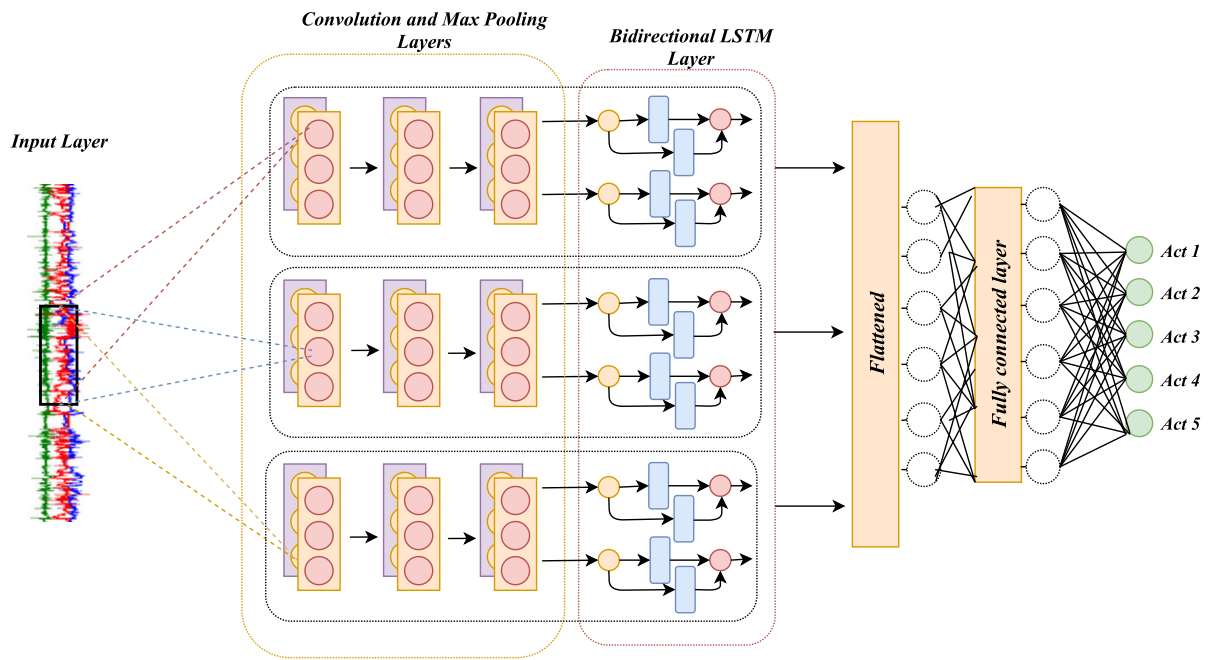 Convolution and Max Pooling
Layers
Bidirectional LSTM
Layer
Input Layer
Flattened
Fully connected layer
Act 1
Act 2
Act 3
Act 4
Act 5